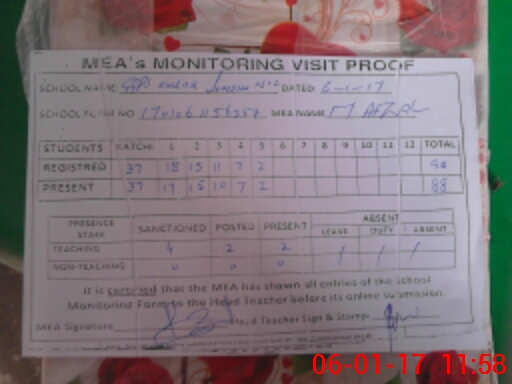 MEA's MONITORING VISIT PROOF
SCHOOL NAME: DATED: 6-1-17
SCHOOL FORM NO MEA NAME: M AFZAL
STUDENTS KATCHI 1 2 3 4 5 6 7 8 9 10 11 12 TOTAL
REGISTRED 37 18 15 11 7 2
PRESENT 37 17 15 10 7 2 88
ABSENT
PRESENCE STAFF SANCTIONED POSTED PRESENT LEAVE DUTY ABSENT
TEACHING 4 2 2 / / /
NON-TEACHING 0 0 0
It is certified that the MEA has shown all entries of the school
Monitoring Form to the Head Teacher before its online submission.
MEA Signature Head Teacher Sign & Stamp:
06-01-17 11:58